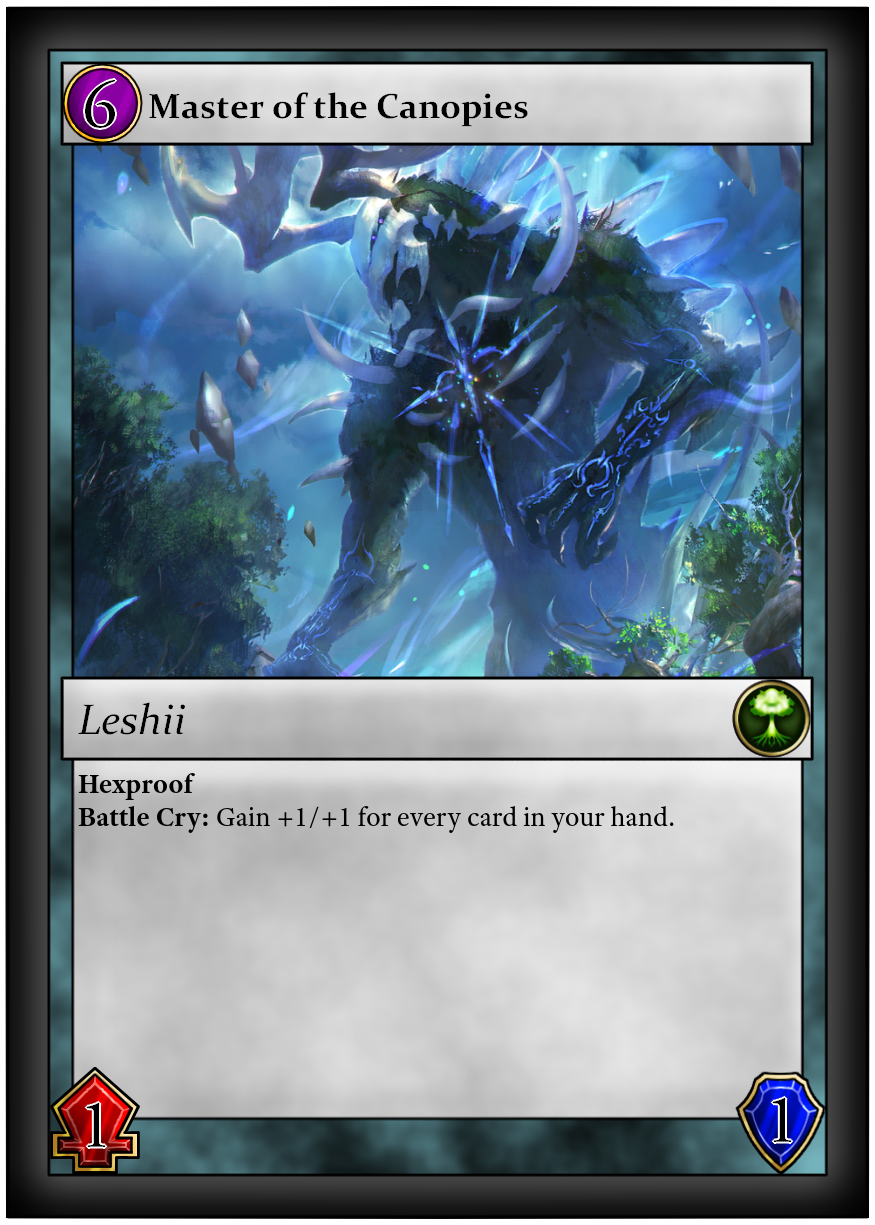 6 Master of the Canopies
Leshii
Hexproof
Battle Cry: Gain +1/+1 for every card in your hand.
1 1